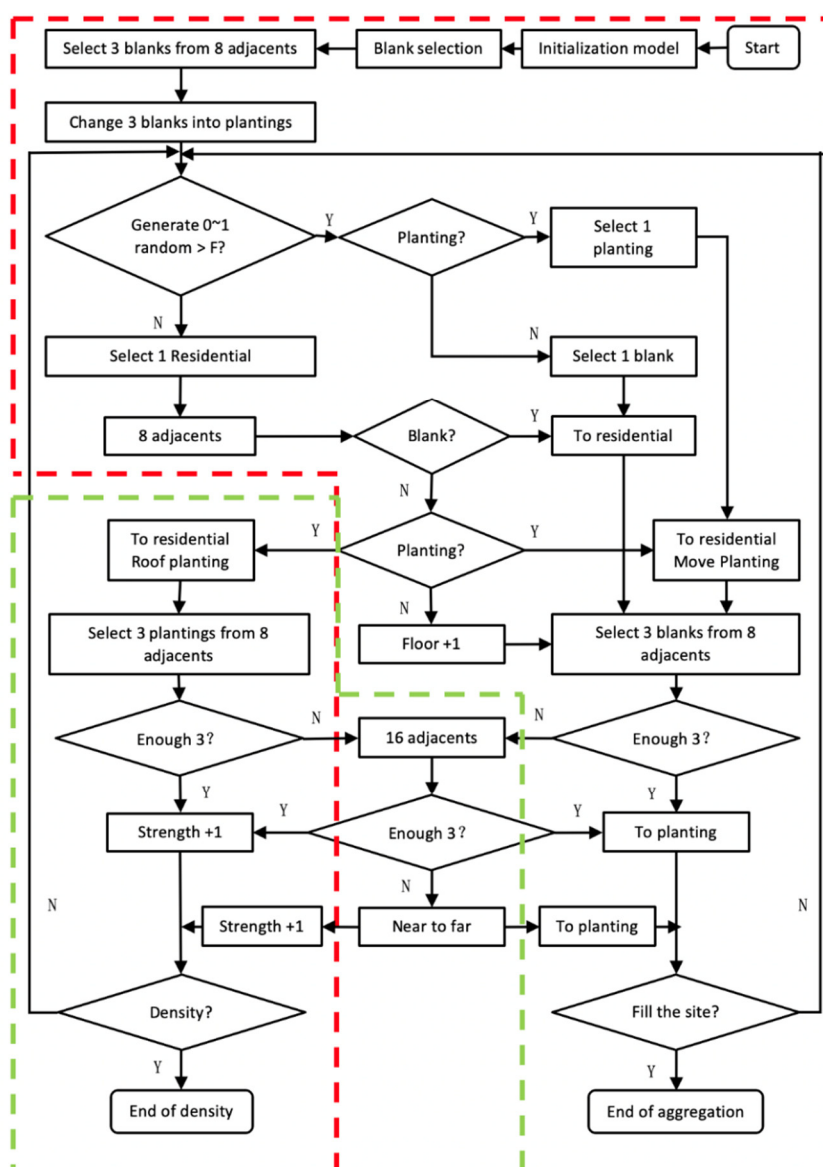 Select 3 blanks from 8 adjacents
Blank selection
Initialization model
Start
Change 3 blanks into plantings
Generate 0~1
random > F?
Y
Planting?
Y
Select 1
planting
N
N
Select 1 Residential
Select 1 blank
8 adjacents
Blank?
Y
To residential
N
To residential
Roof planting
Y
Planting?
Y
To residential
Move Planting
N
Select 3 plantings from 8
adjacents
Floor +1
Select 3 blanks from 8
adjacents
Enough 3?
N
16 adjacents
N
Enough 3?
Y
Y
Strength +1
Y
Enough 3?
Y
To planting
N
N
N
Strength +1
Near to far
To planting
Density?
Fill the site?
Y
Y
End of density
End of aggregation